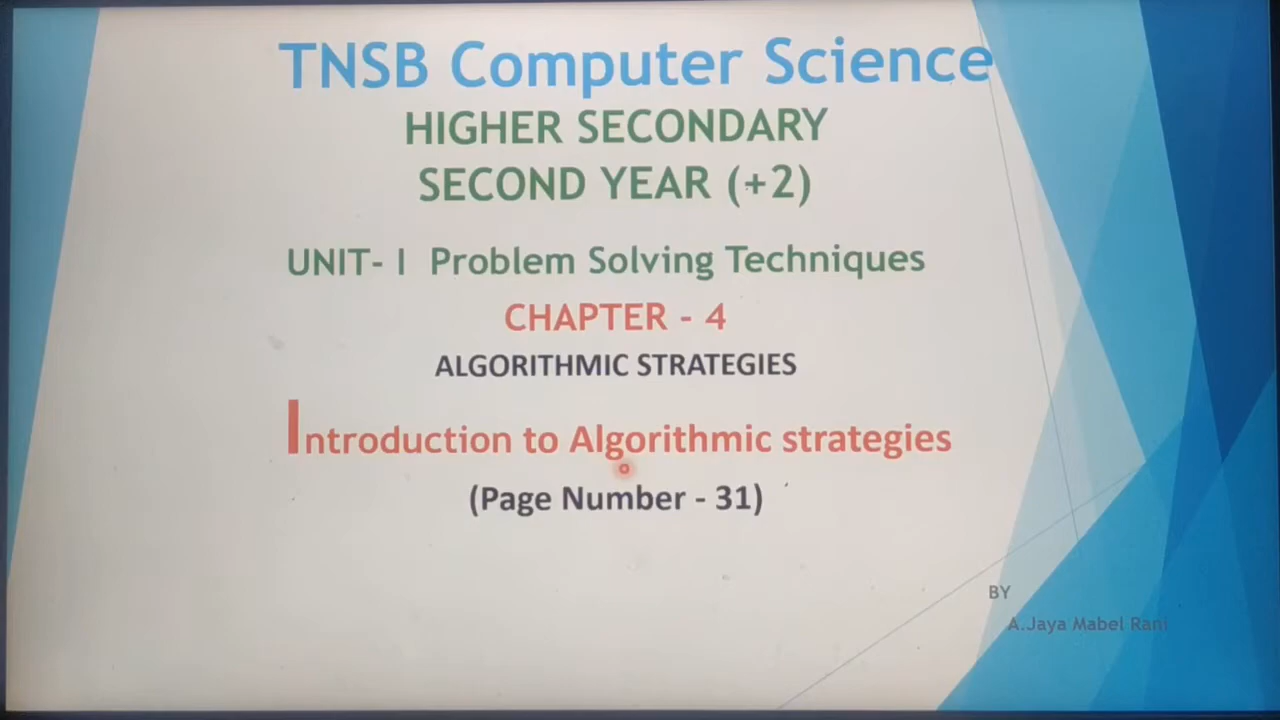 TNSB Computer Science
HIGHER SECONDARY
SECOND YEAR (+2)
UNIT- I Problem Solving Techniques
CHAPTER - 4
ALGORITHMIC STRATEGIES
Introduction to Algorithmic strategies
(Page Number - 31)
BY
A.Jaya Mabel Rani